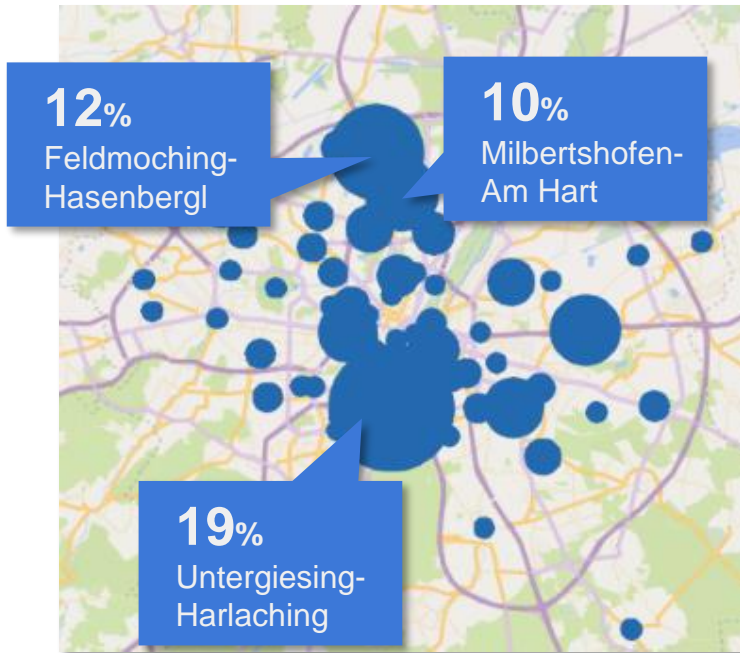 12%
Feldmoching-
Hasenbergl
10%
Milbertshofen-
Am Hart
19%
Untergiesing-
Harlaching